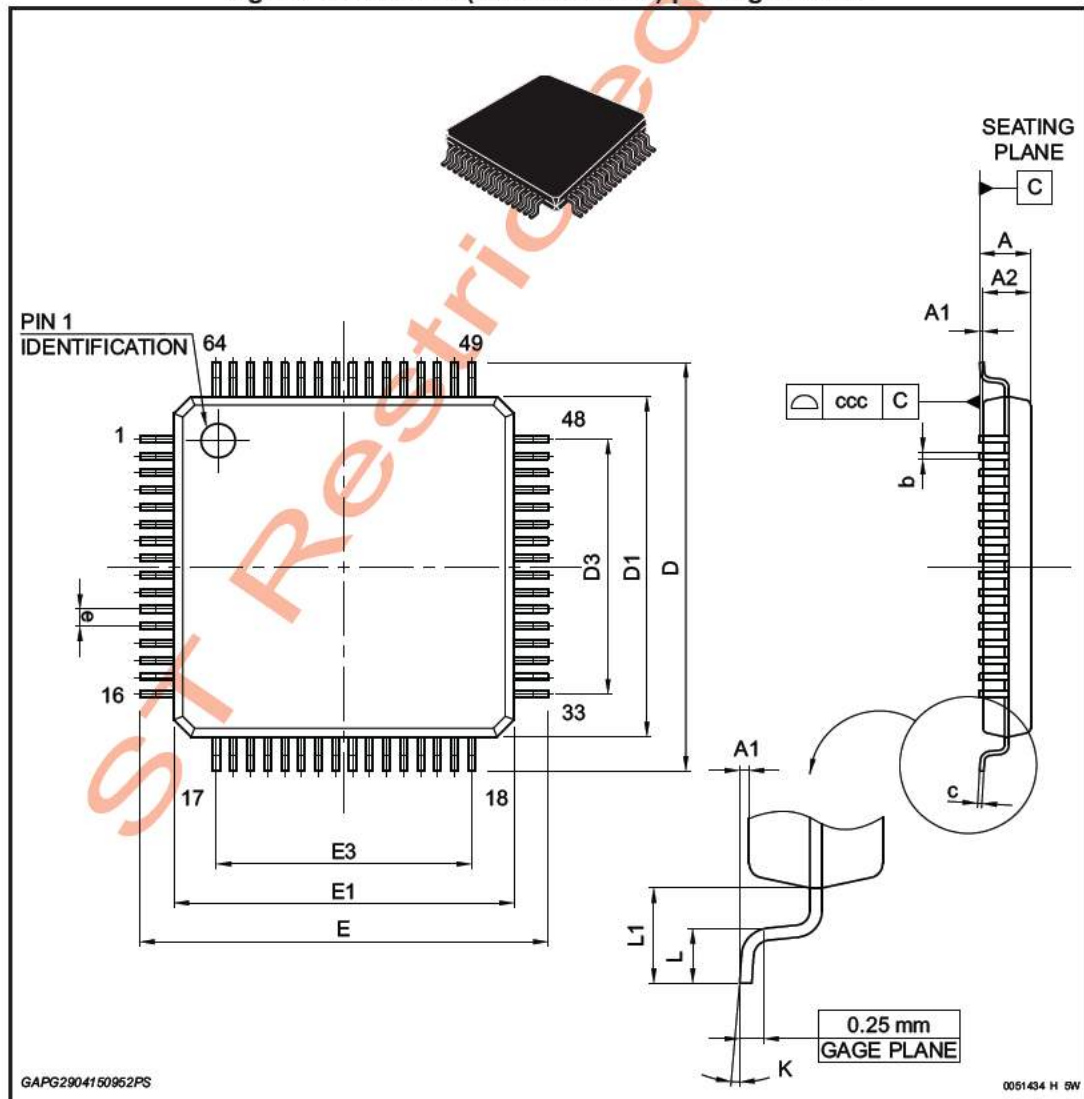 ST Restricted
SEATING
PLANE
C
A
A2
A1
PIN 1
IDENTIFICATION
64
49
ccc
C
1
48
b
D3
D1
D
e
16
33
17
18
A1
c
E3
E1
E
L1
L
0.25 mm
GAGE PLANE
K
GAPG2904150952PS
0051434 H 5W